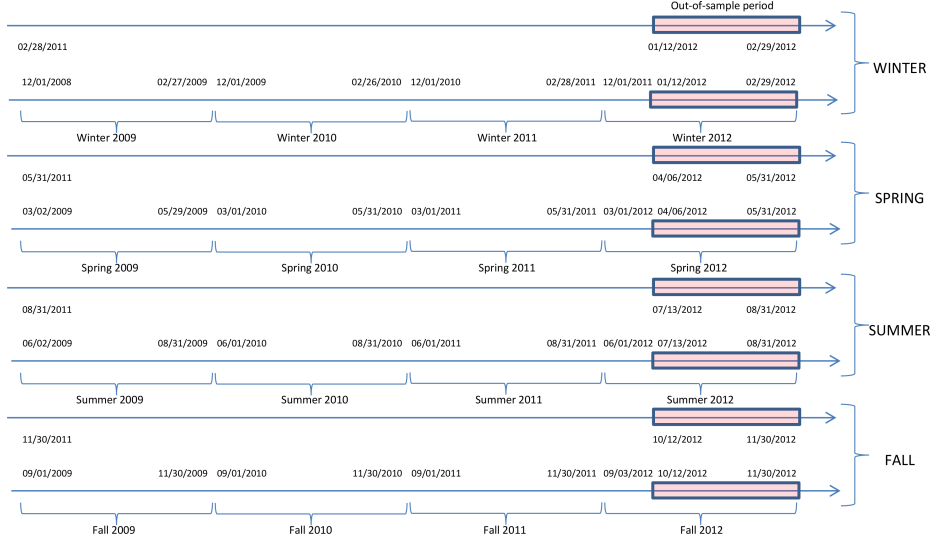 Out-of-sample period
02/28/2011 01/12/2012 02/29/2012
WINTER
12/01/2008 02/27/2009 12/01/2009 02/26/2010 12/01/2010 02/28/2011 12/01/2011 01/12/2012 02/29/2012
Winter 2009 Winter 2010 Winter 2011 Winter 2012
05/31/2011 04/06/2012 05/31/2012
SPRING
03/02/2009 05/29/2009 03/01/2010 05/31/2010 03/01/2011 05/31/2011 03/01/2012 04/06/2012 05/31/2012
Spring 2009 Spring 2010 Spring 2011 Spring 2012
08/31/2011 07/13/2012 08/31/2012
SUMMER
06/02/2009 08/31/2009 06/01/2010 08/31/2010 06/01/2011 08/31/2011 06/01/2012 07/13/2012 08/31/2012
Summer 2009 Summer 2010 Summer 2011 Summer 2012
11/30/2011 10/12/2012 11/30/2012
FALL
09/01/2009 11/30/2009 09/01/2010 11/30/2010 09/01/2011 11/30/2011 09/03/2012 10/12/2012 11/30/2012
Fall 2009 Fall 2010 Fall 2011 Fall 2012